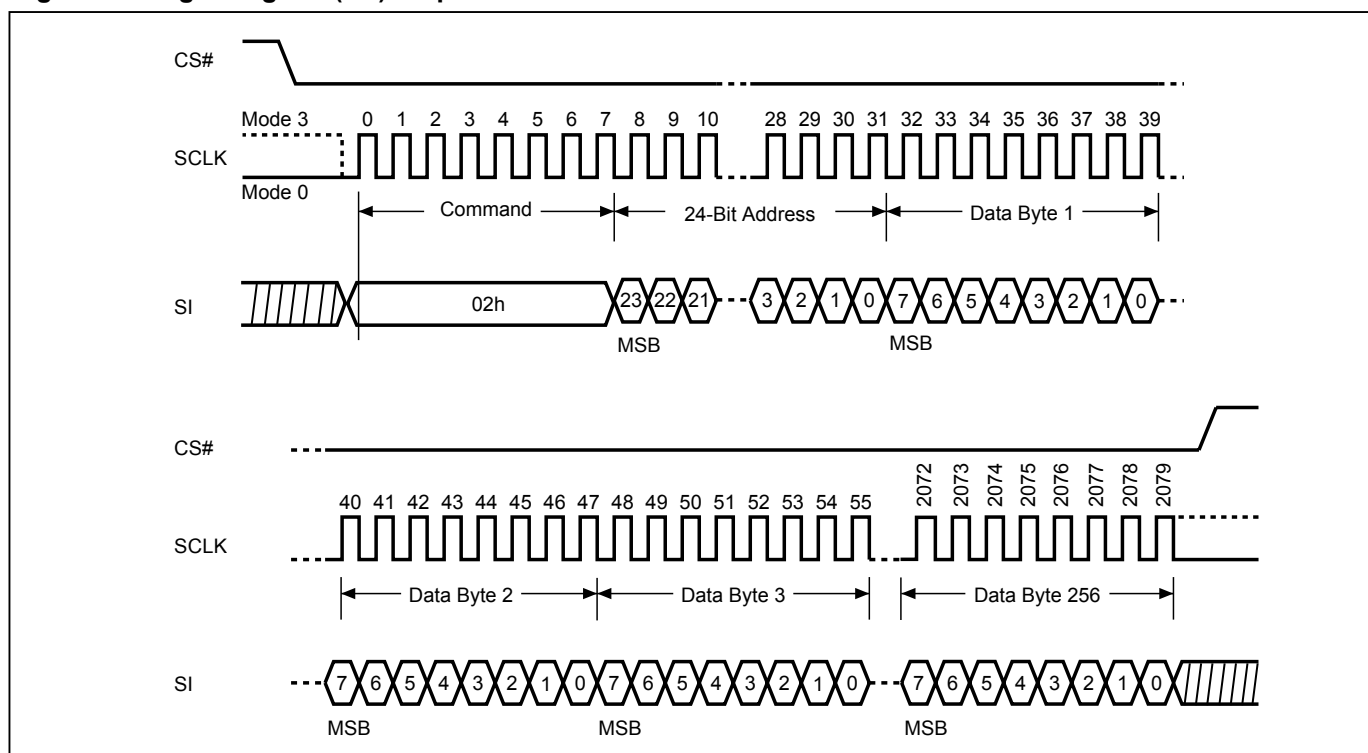 CS#
Mode 3
0 1 2 3 4 5 6 7 8 9 10 28 29 30 31 32 33 34 35 36 37 38 39
SCLK
Mode 0
Command 24-Bit Address Data Byte 1
SI 02h 23 22 21 3 2 1 0 7 6 5 4 3 2 1 0
MSB MSB
CS#
40 41 42 43 44 45 46 47 48 49 50 51 52 53 54 55 2072 2073 2074 2075 2076 2077 2078 2079
SCLK
Data Byte 2 Data Byte 3 Data Byte 256
SI 7 6 5 4 3 2 1 0 7 6 5 4 3 2 1 0 7 6 5 4 3 2 1 0
MSB MSB MSB